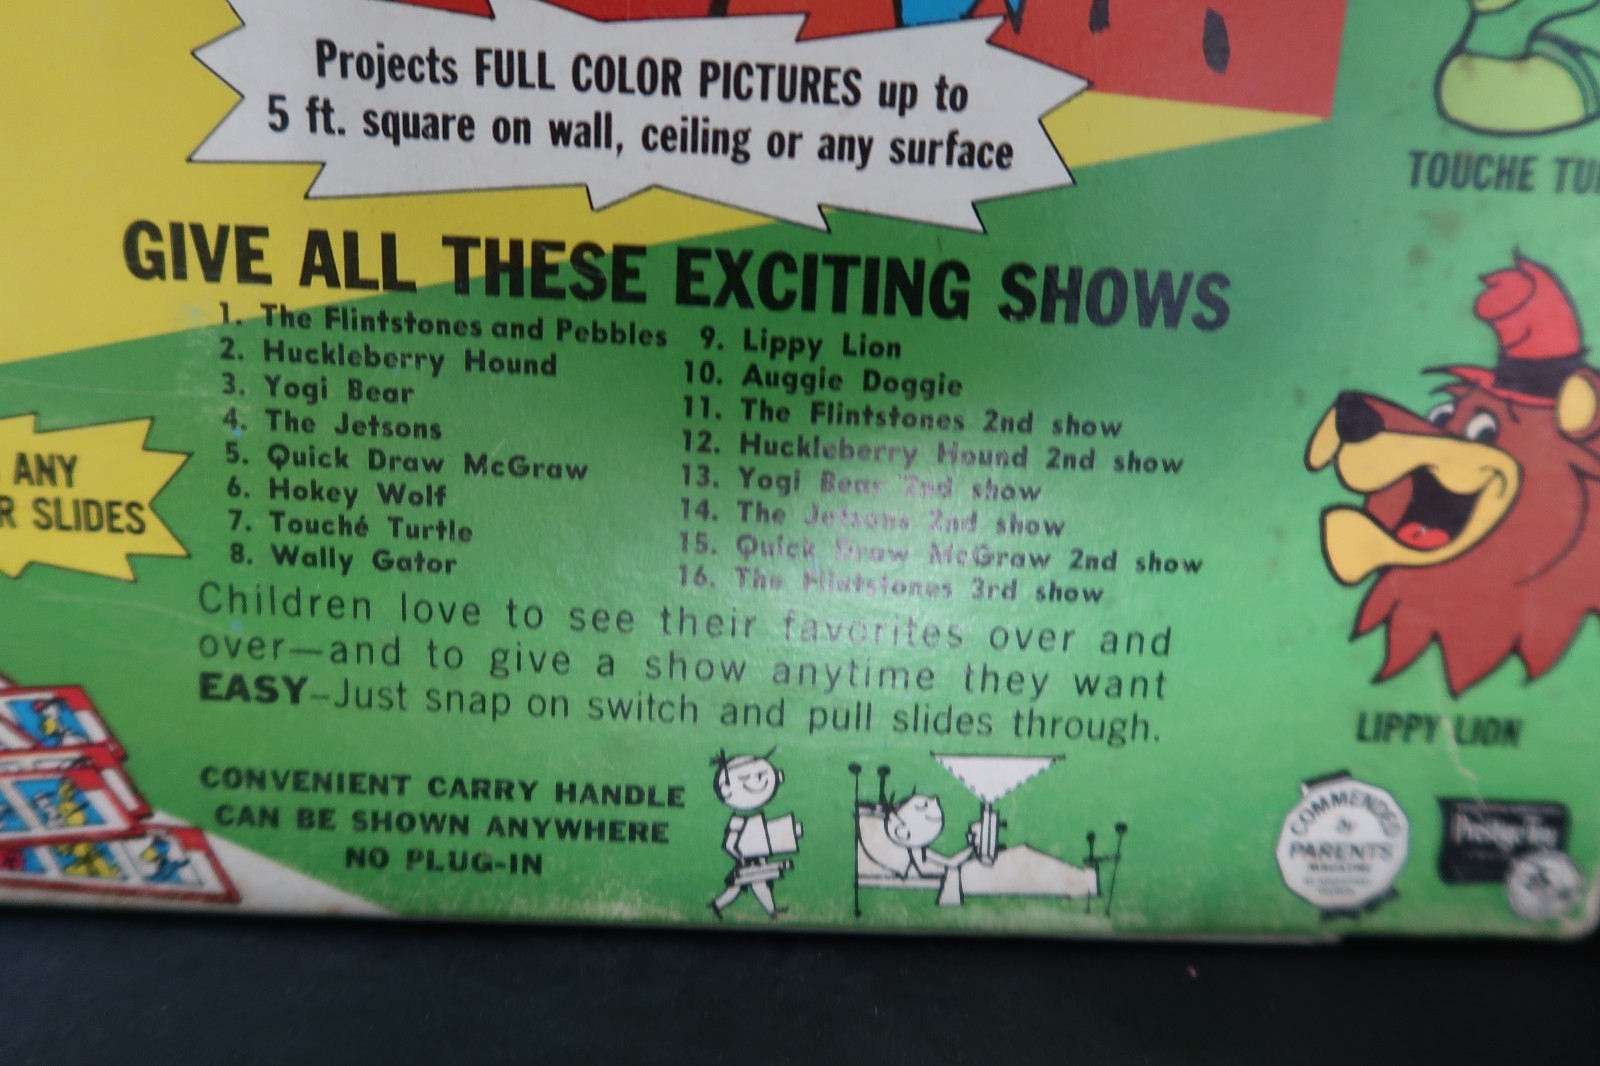 Projects FULL COLOR PICTURES up to
5 ft. square on wall, ceiling or any surface
TOUCHE
GIVE ALL THESE EXCITING SHOWS
1. The Flintstones and Pebbles
2. Huckleberry Hound
3. Yogi Bear
4. The Jetsons
5. Quick Draw McGraw
6. Hokey Wolf
7. Touché Turtle
8. Wally Gator
9. Lippy Lion
10. Auggie Doggie
11. The Flintstones 2nd show
12. Huckleberry Hound 2nd show
13. Yogi Bear 2nd show
14. The Jetsons 2nd show
15. Quick Draw McGraw 2nd show
16. The Flintstones 3rd show
ANY
SLIDES
Children love to see their favorites over and
over—and to give a show anytime they want
EASY—Just snap on switch and pull slides through.
LIPPY LION
CONVENIENT CARRY HANDLE
CAN BE SHOWN ANYWHERE
NO PLUG-IN
COMMENDED
by
PARENTS
MAGAZINE